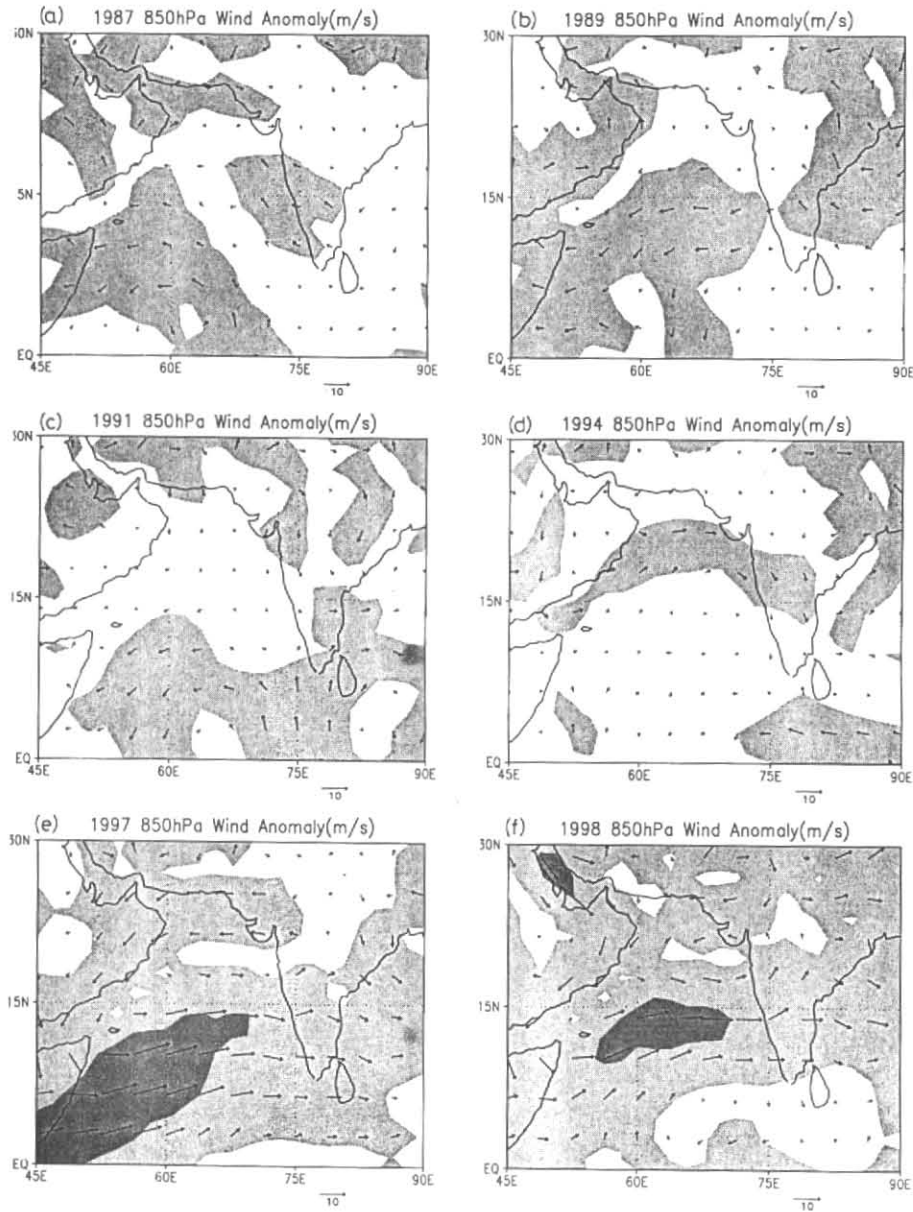 (a) 1987 850hPa Wind Anomaly(m/s)
(b) 1989 850hPa Wind Anomaly(m/s)
30N
5N
15N
EQ
EQ
45E 60E 75E 90E
45E 60E 75E 90E
10
10
(c) 1991 850hPa Wind Anomaly(m/s)
(d) 1994 850hPa Wind Anomaly(m/s)
30N
15N
15N
EQ
EQ
45E 60E 75E 90E
45E 60E 75E 90E
10
10
(e) 1997 850hPa Wind Anomaly(m/s)
(f) 1998 850hPa Wind Anomaly(m/s)
30N
15N
15N
EQ
EQ
45E 60E 75E 90E
45E 60E 75E 90E
10
10